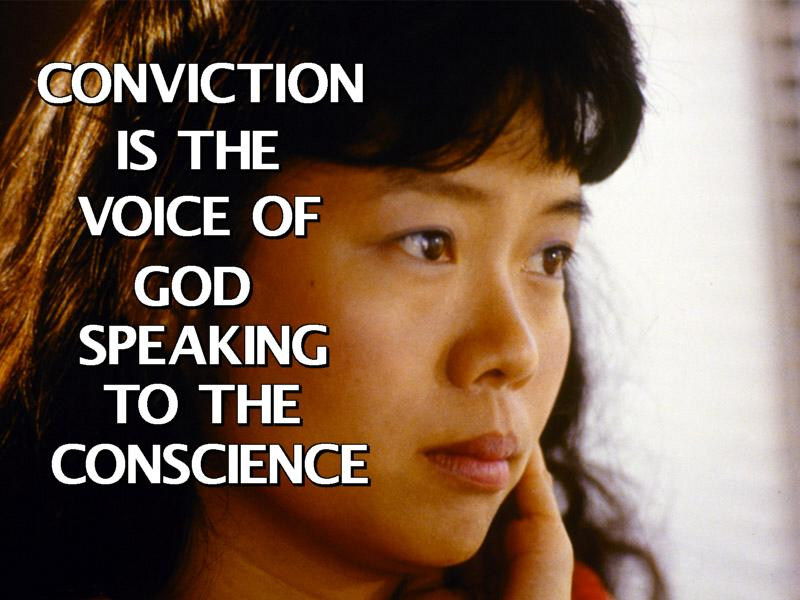 CONVICTION
IS THE
VOICE OF
GOD
SPEAKING
TO THE
CONSCIENCE